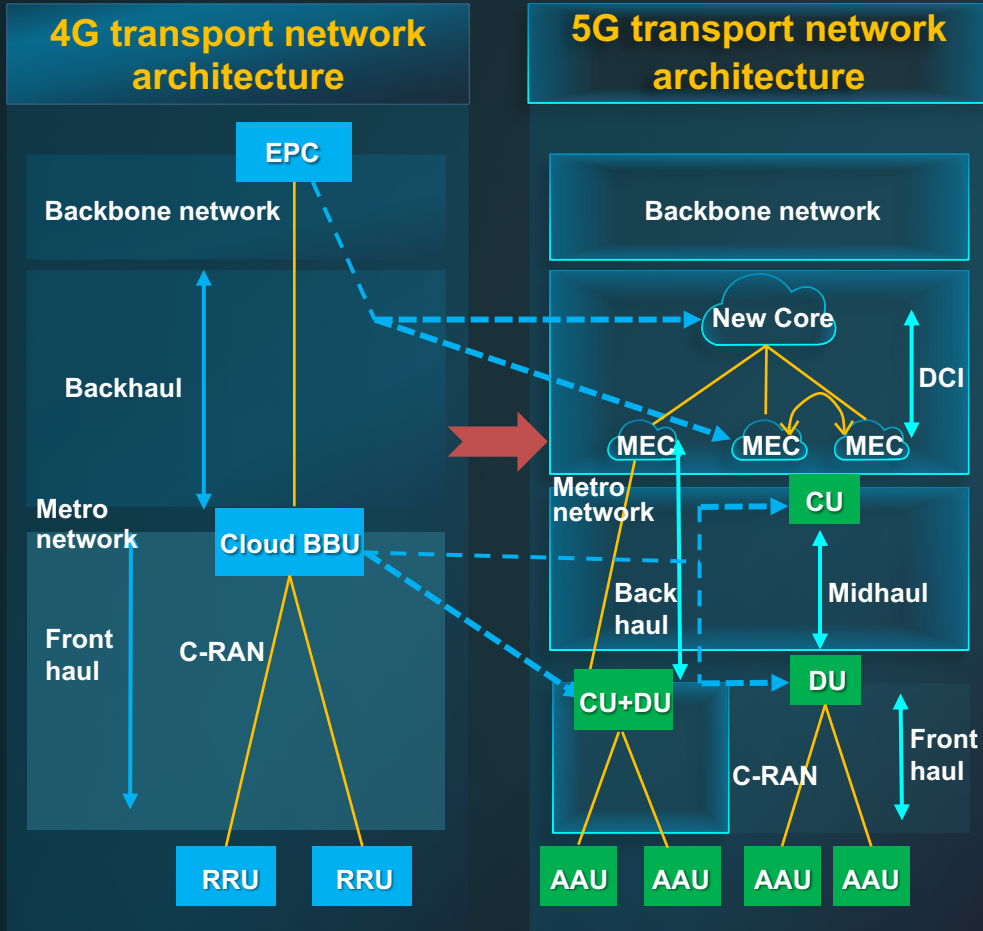 4G transport network
architecture
EPC
Backbone network
Backhaul
Metro
network
Cloud BBU
Front
haul
C-RAN
RRU
RRU
5G transport network
architecture
Backbone network
New Core
DCI
MEC
MEC
MEC
Metro
network
CU
Back
haul
Midhaul
CU+DU
DU
C-RAN
Front
haul
AAU
AAU
AAU
AAU